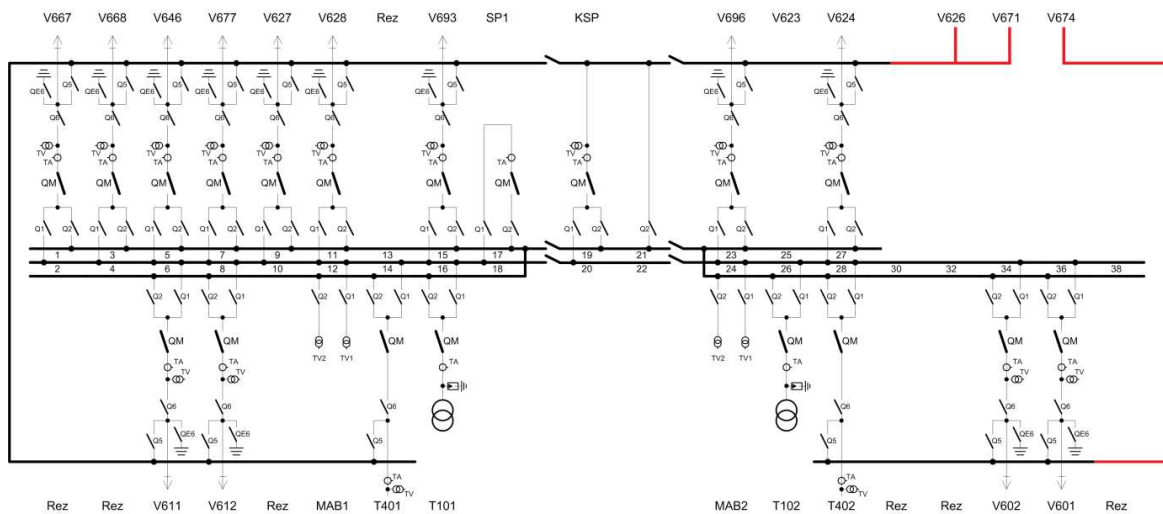 V667 V668 V646 V677 V627 V628 Rez V693 SP1 KSP V696 V623 V624 V626 V671 V674
QE6 Q5 QE6 Q5 QE6 Q5 QE6 Q5 QE6 Q5 QE6 Q5 QE6 Q5 QE6 Q5 QE6 Q5
Q6 Q6 Q6 Q6 Q6 Q6 Q6 Q6 Q6
TV TV TV TV TV TV TV TV TV TV
TA TA TA TA TA TA TA TA TA TA TA
QM QM QM QM QM QM QM QM QM QM QM
Q1 Q2 Q1 Q2 Q1 Q2 Q1 Q2 Q1 Q2 Q1 Q2 Q1 Q2 Q1 Q2 Q1 Q2 Q2 Q1 Q2 Q1 Q2
1 3 5 7 9 11 13 15 17 19 21 23 25 27
2 4 6 8 10 12 14 16 18 20 22 24 26 28 30 32 34 36 38
Q2 Q1 Q2 Q1 Q2 Q1 Q2 Q1 Q2 Q1 Q2 Q1 Q2 Q1 Q2 Q1 Q2 Q1 Q2 Q1
QM QM QM QM QM QM QM QM
TV2 TV1 TV2 TV1
TA TA TA TA TA TA
TV TV TV TV
Q6 Q6 Q6 Q6 Q6 Q6
Q5 QE6 Q5 QE6 Q5 Q5 Q5 QE6 Q5 QE6
TA TA
TV TV
Rez Rez V611 V612 Rez MAB1 T401 T101 MAB2 T102 T402 Rez Rez V602 V601 Rez